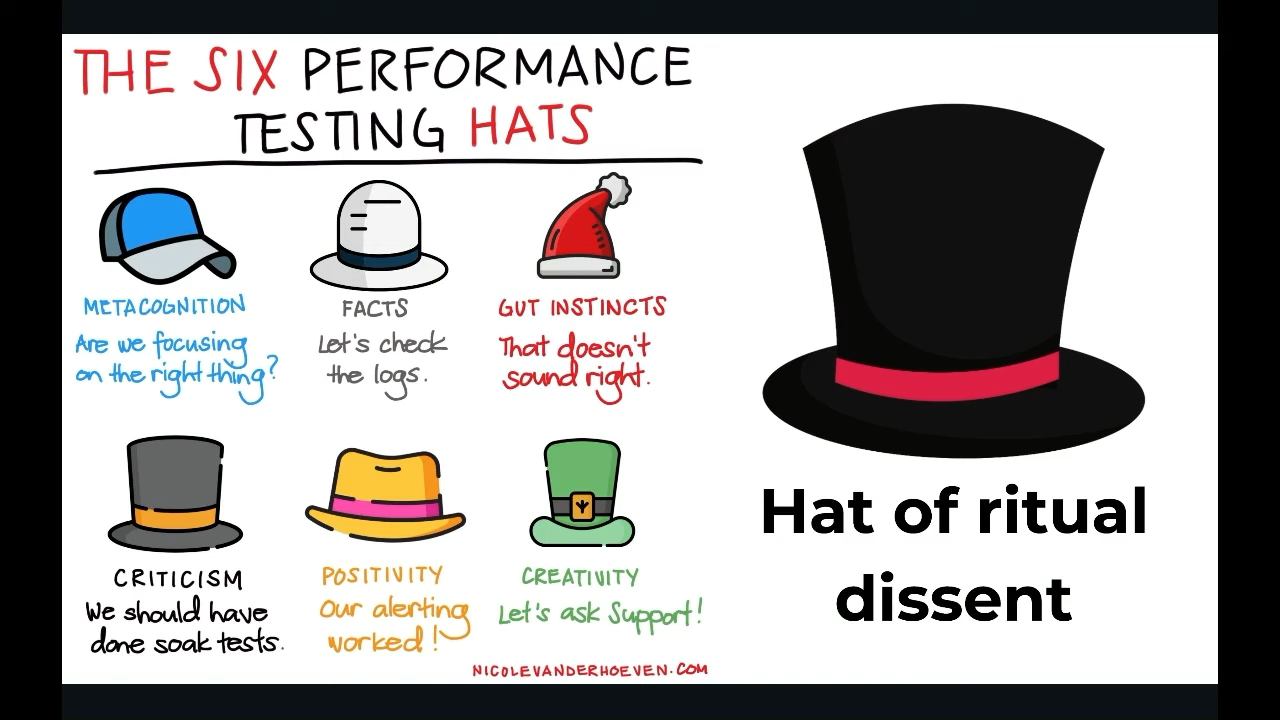 THE SIX PERFORMANCE
TESTING HATS
METACOGNITION
Are we focusing
on the right thing?
FACTS
Let's check
the logs.
GUT INSTINCTS
That doesn't
sound right.
CRITICISM
We should have
done soak tests.
POSITIVITY
Our alerting
worked!
CREATIVITY
Let's ask Support!
NICOLEVANDERHOEVEN.COM
Hat of ritual
dissent